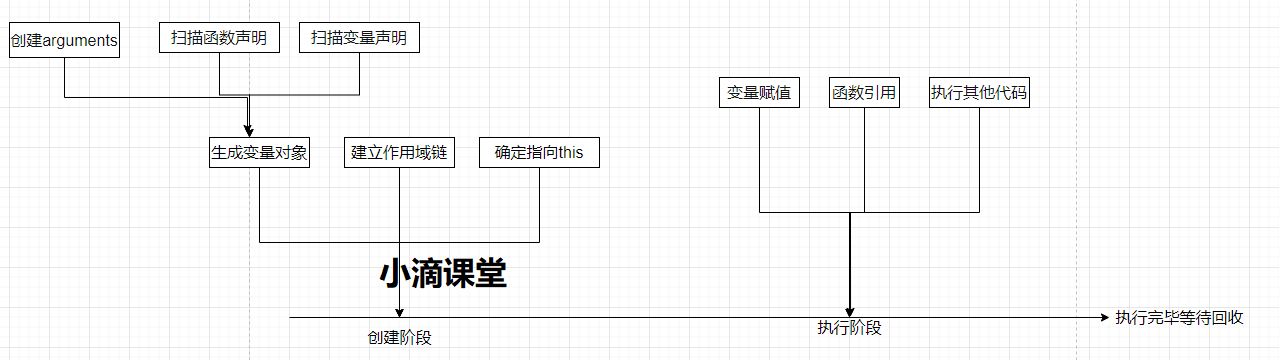 创建arguments
扫描函数声明
扫描变量声明
变量赋值
函数引用
执行其他代码
生成变量对象
建立作用域链
确定指向this
小滴课堂
创建阶段
执行阶段
执行完毕等待回收